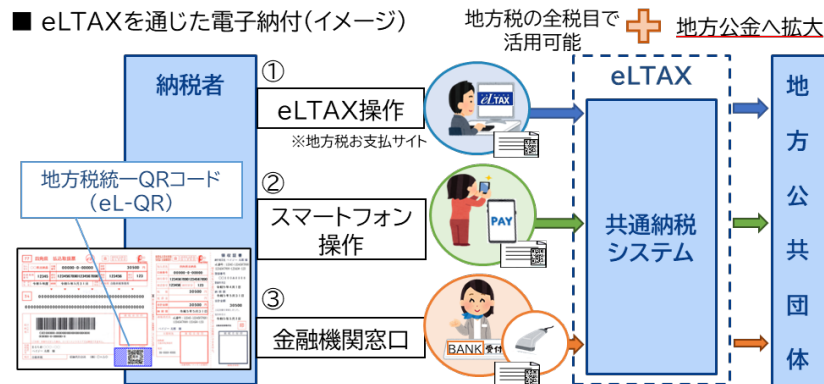 ■ eLTAXを通じた電子納付(イメージ)
地方税の全税目で
活用可能
地方公金へ拡大
納税者
①
eLTAX操作
※地方税お支払サイト
eLTAX
eLTAX
地方公共団体
地方税統一QRコード
(eL-QR)
②
スマートフォン
操作
PAY
共通納税
システム
③
金融機関窓口
BANK 受付